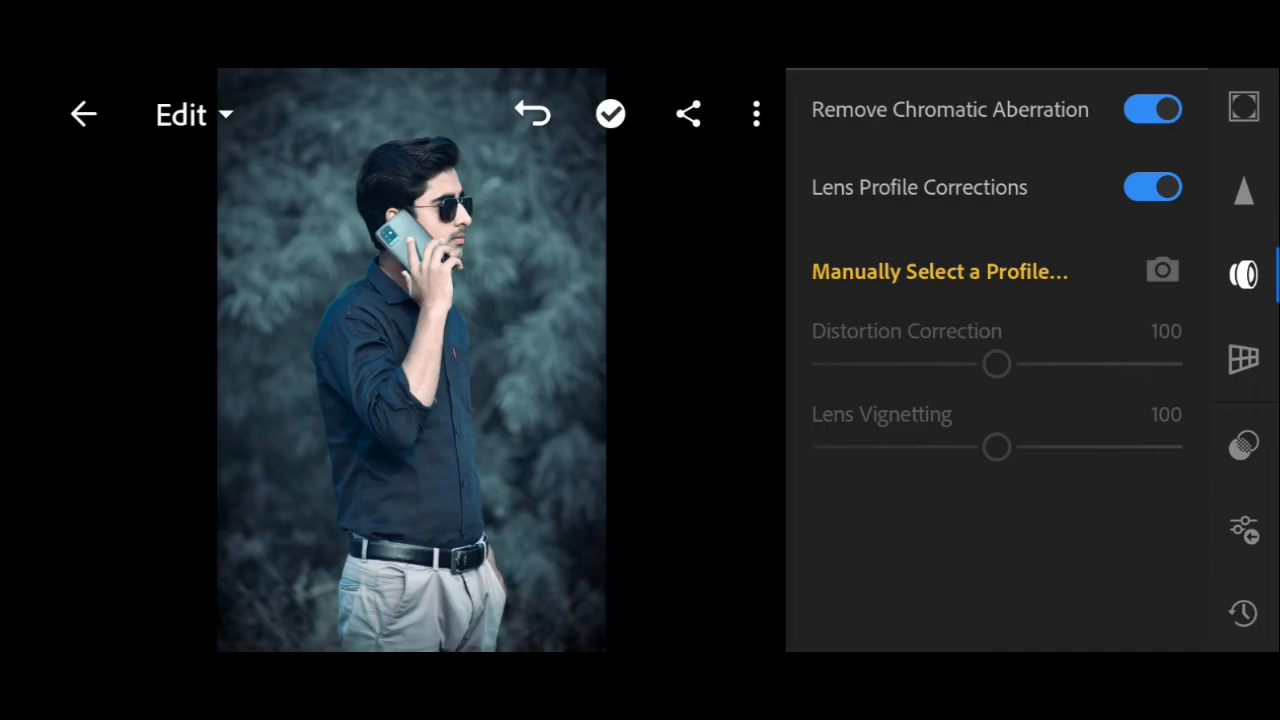 Edit
Remove Chromatic Aberration
Lens Profile Corrections
Manually Select a Profile...
Distortion Correction 100
Lens Vignetting 100